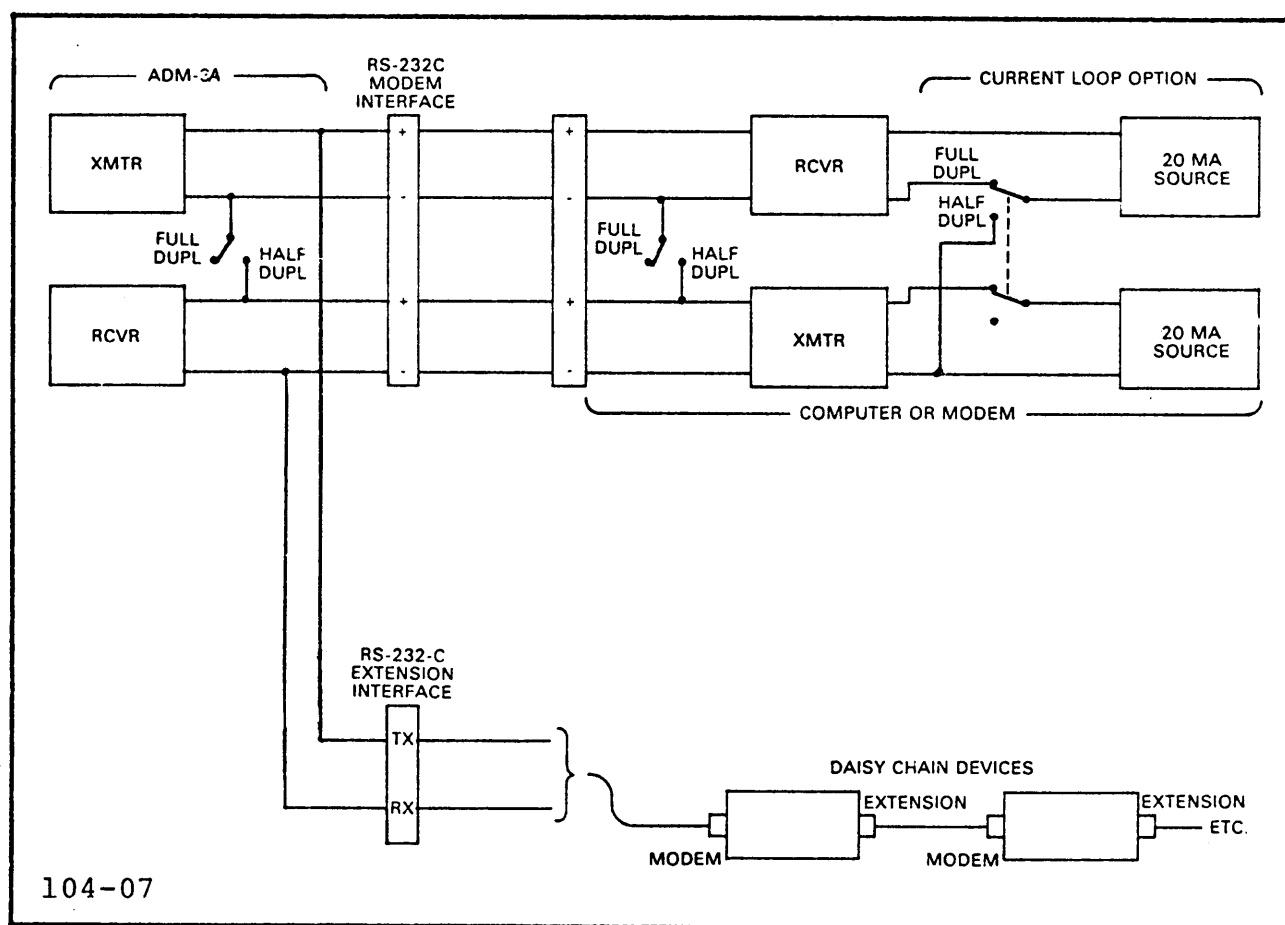 ADM-3A
RS-232C
MODEM
INTERFACE
CURRENT LOOP OPTION
XMTR
+
+
RCVR
FULL
DUPL
20 MA
SOURCE
-
-
HALF
DUPL
FULL
DUPL
HALF
DUPL
FULL
DUPL
HALF
DUPL
RCVR
+
+
XMTR
20 MA
SOURCE
-
-
COMPUTER OR MODEM
RS-232-C
EXTENSION
INTERFACE
TX
RX
DAISY CHAIN DEVICES
EXTENSION
EXTENSION
ETC.
MODEM
MODEM
104-07